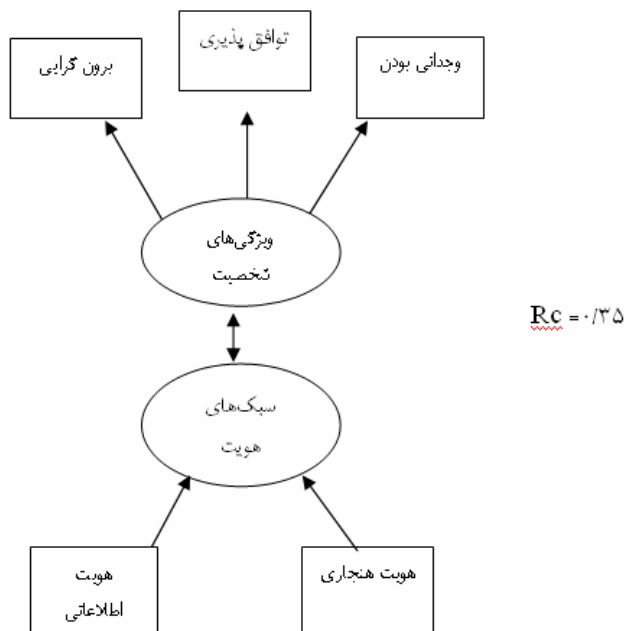 توافق پذیری
برون گرایی
وجدانی بودن
ویژگی‌های
شخصیت
Rc =۰/۳۵
سبک‌های
هویت
هویت
اطلاعاتی
هویت هنجاری